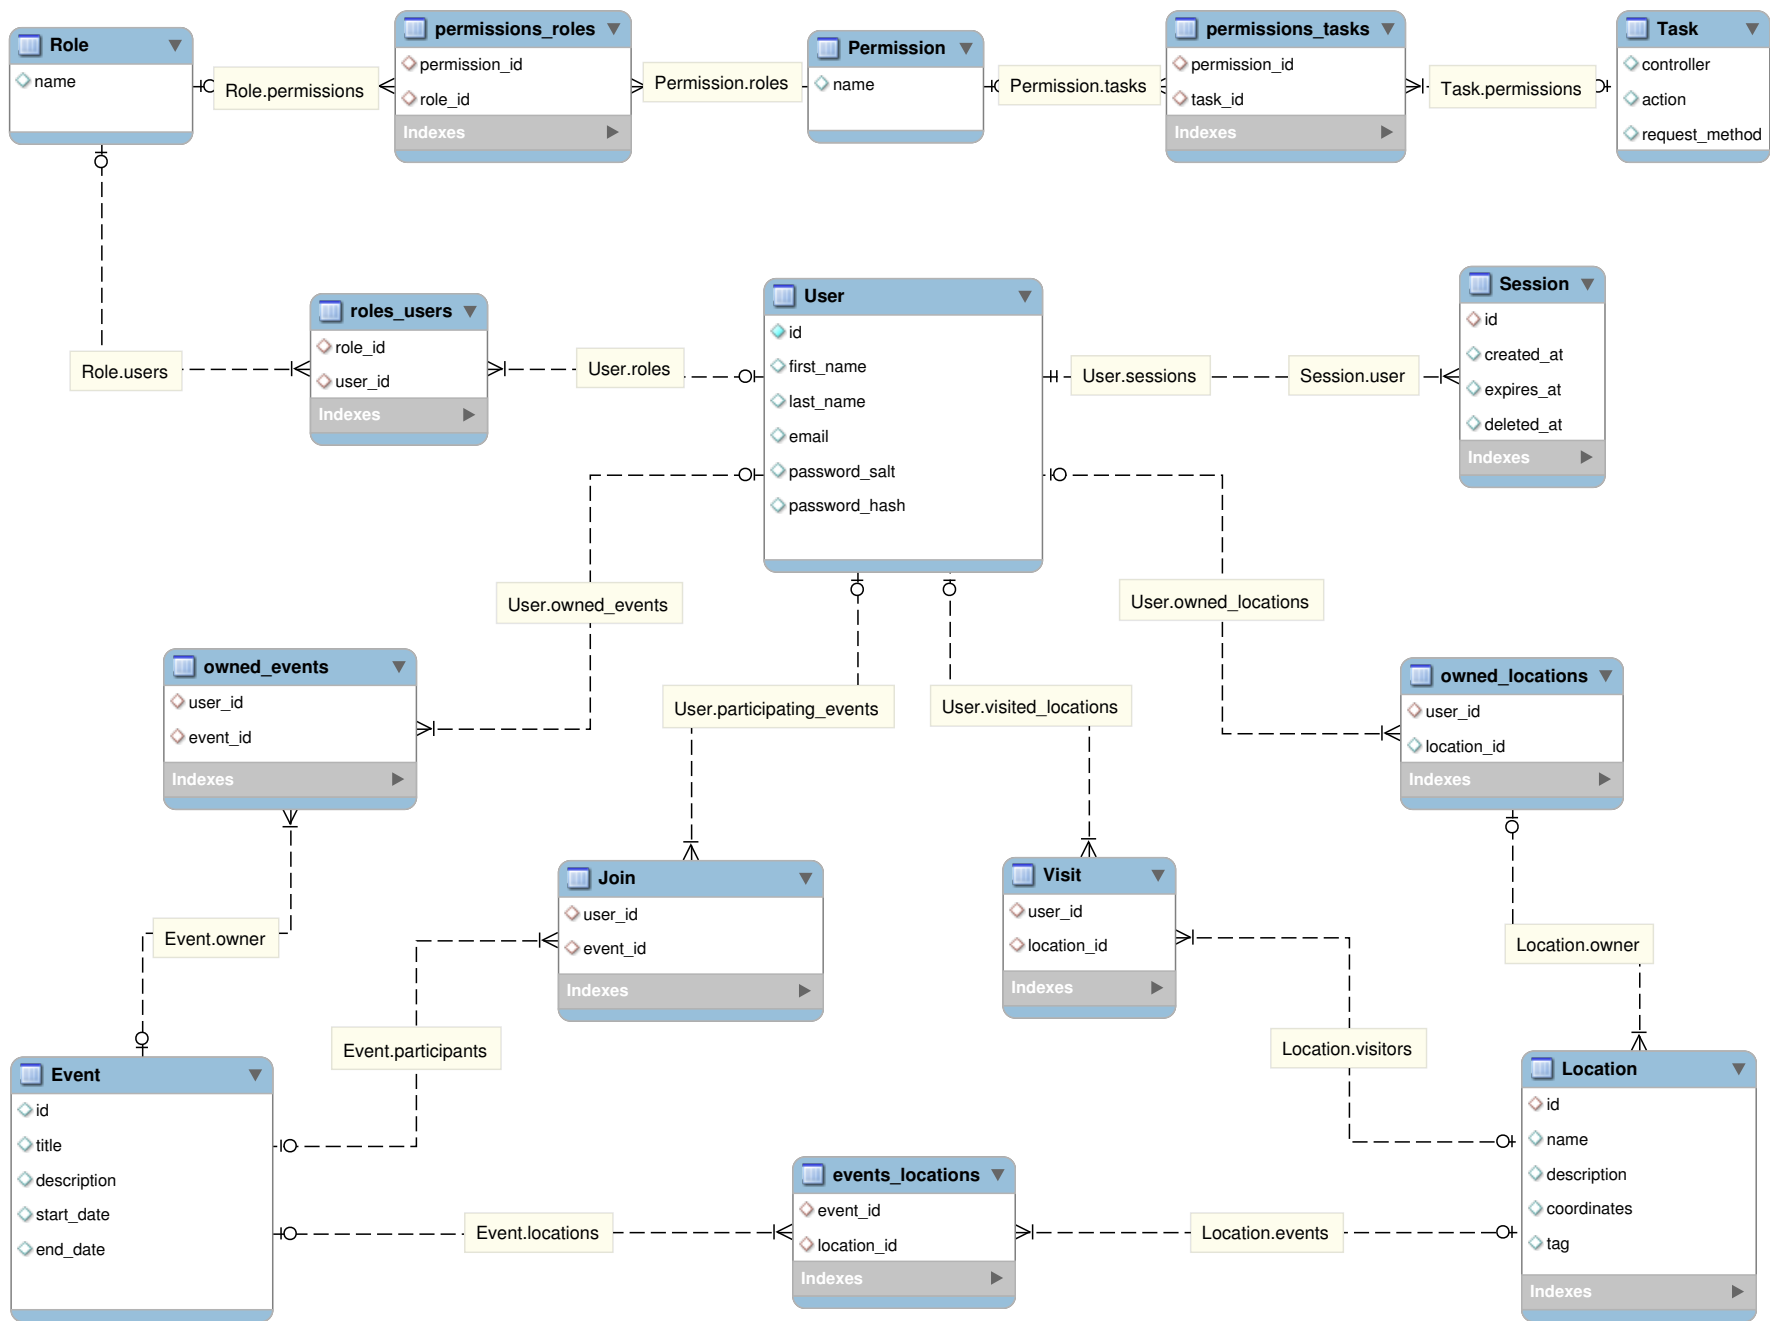 Role
name
Role.permissions
permissions_roles
permission_id
role_id
Indexes
Permission.roles
Permission
name
Permission.tasks
permissions_tasks
permission_id
task_id
Indexes
Task.permissions
Task
controller
action
request_method
Role.users
roles_users
role_id
user_id
Indexes
User.roles
User
id
first_name
last_name
email
password_salt
password_hash
User.sessions
Session.user
Session
id
created_at
expires_at
deleted_at
Indexes
User.owned_events
User.owned_locations
owned_events
user_id
event_id
Indexes
User.participating_events
User.visited_locations
owned_locations
user_id
location_id
Indexes
Event.owner
Join
user_id
event_id
Indexes
Visit
user_id
location_id
Indexes
Location.owner
Event.participants
Location.visitors
Event
id
title
description
start_date
end_date
Event.locations
events_locations
event_id
location_id
Indexes
Location.events
Location
id
name
description
coordinates
tag
Indexes